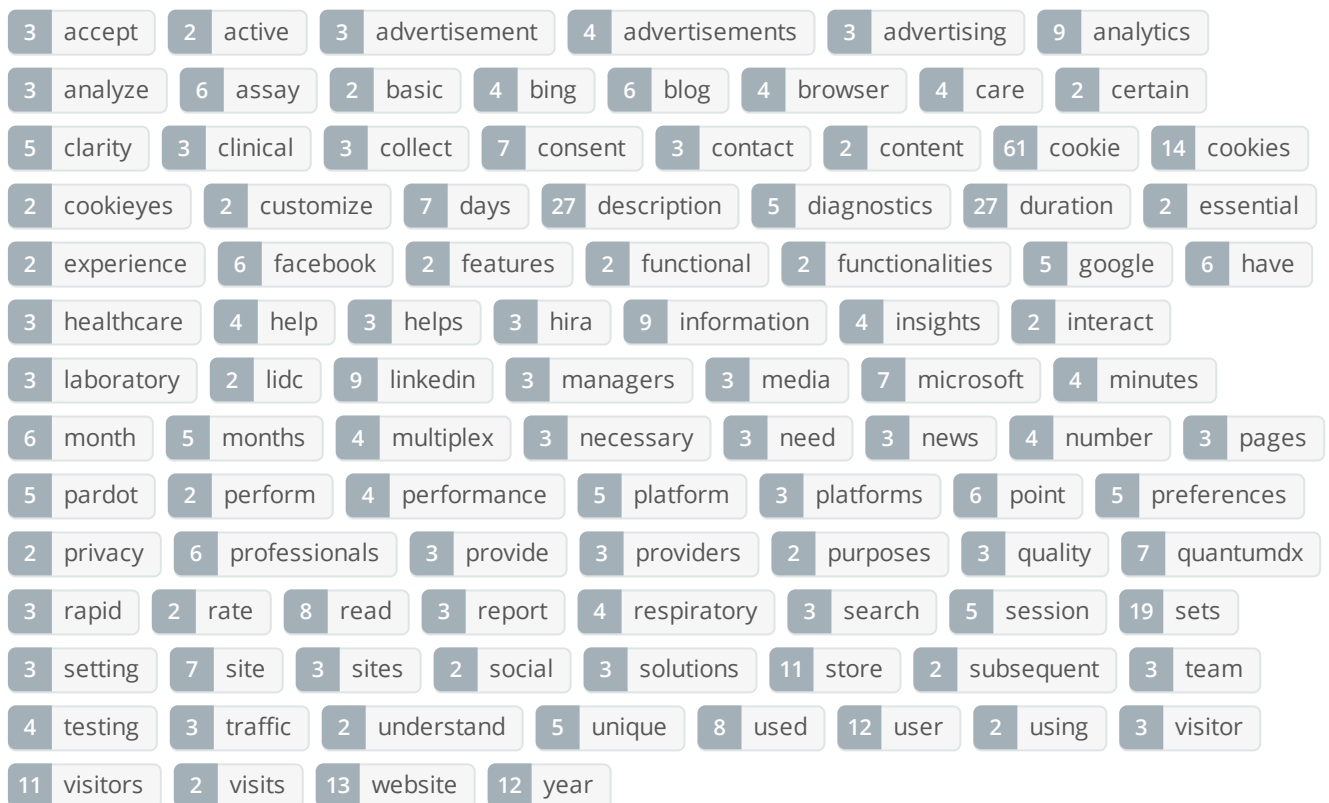 3 accept 2 active 3 advertisement 4 advertisements 3 advertising 9 analytics
3 analyze 6 assay 2 basic 4 bing 6 blog 4 browser 4 care 2 certain
5 clarity 3 clinical 3 collect 7 consent 3 contact 2 content 61 cookie 14 cookies
2 cookieyes 2 customize 7 days 27 description 5 diagnostics 27 duration 2 essential
2 experience 6 facebook 2 features 2 functional 2 functionalities 5 google 6 have
3 healthcare 4 help 3 helps 3 hira 9 information 4 insights 2 interact
3 laboratory 2 lidc 9 linkedin 3 managers 3 media 7 microsoft 4 minutes
6 month 5 months 4 multiplex 3 necessary 3 need 3 news 4 number 3 pages
5 pardot 2 perform 4 performance 5 platform 3 platforms 6 point 5 preferences
2 privacy 6 professionals 3 provide 3 providers 2 purposes 3 quality 7 quantumdx
3 rapid 2 rate 8 read 3 report 4 respiratory 3 search 5 session 19 sets
3 setting 7 site 3 sites 2 social 3 solutions 11 store 2 subsequent 3 team
4 testing 3 traffic 2 understand 5 unique 8 used 12 user 2 using 3 visitor
11 visitors 2 visits 13 website 12 year